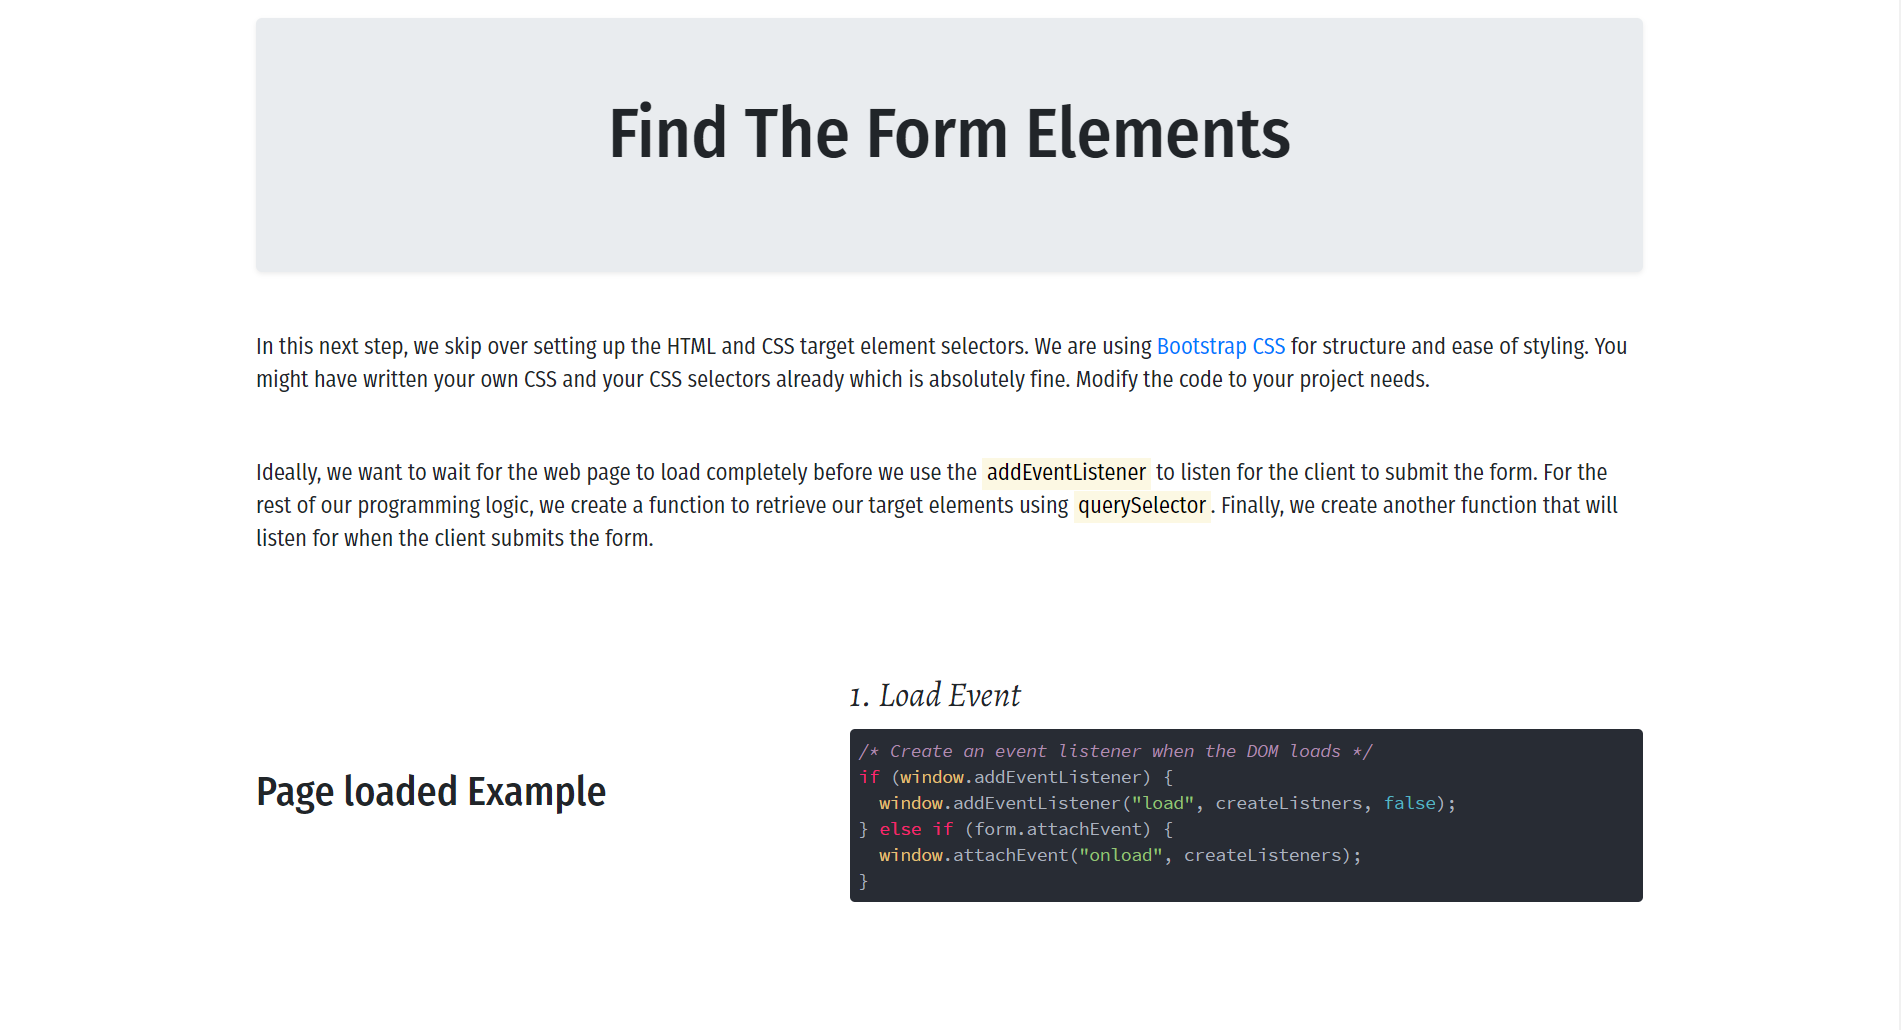 Find The Form Elements
In this next step, we skip over setting up the HTML and CSS target element selectors. We are using Bootstrap CSS for structure and ease of styling. You
might have written your own CSS and your CSS selectors already which is absolutely fine. Modify the code to your project needs.
Ideally, we want to wait for the web page to load completely before we use the addEventListener to listen for the client to submit the form. For the
rest of our programming logic, we create a function to retrieve our target elements using querySelector. Finally, we create another function that will
listen for when the client submits the form.
Page loaded Example
1. Load Event
/* Create an event listener when the DOM loads */
if (window.addEventListener) {
  window.addEventListener("load", createListners, false);
} else if (form.attachEvent) {
  window.attachEvent("onload", createListeners);
}